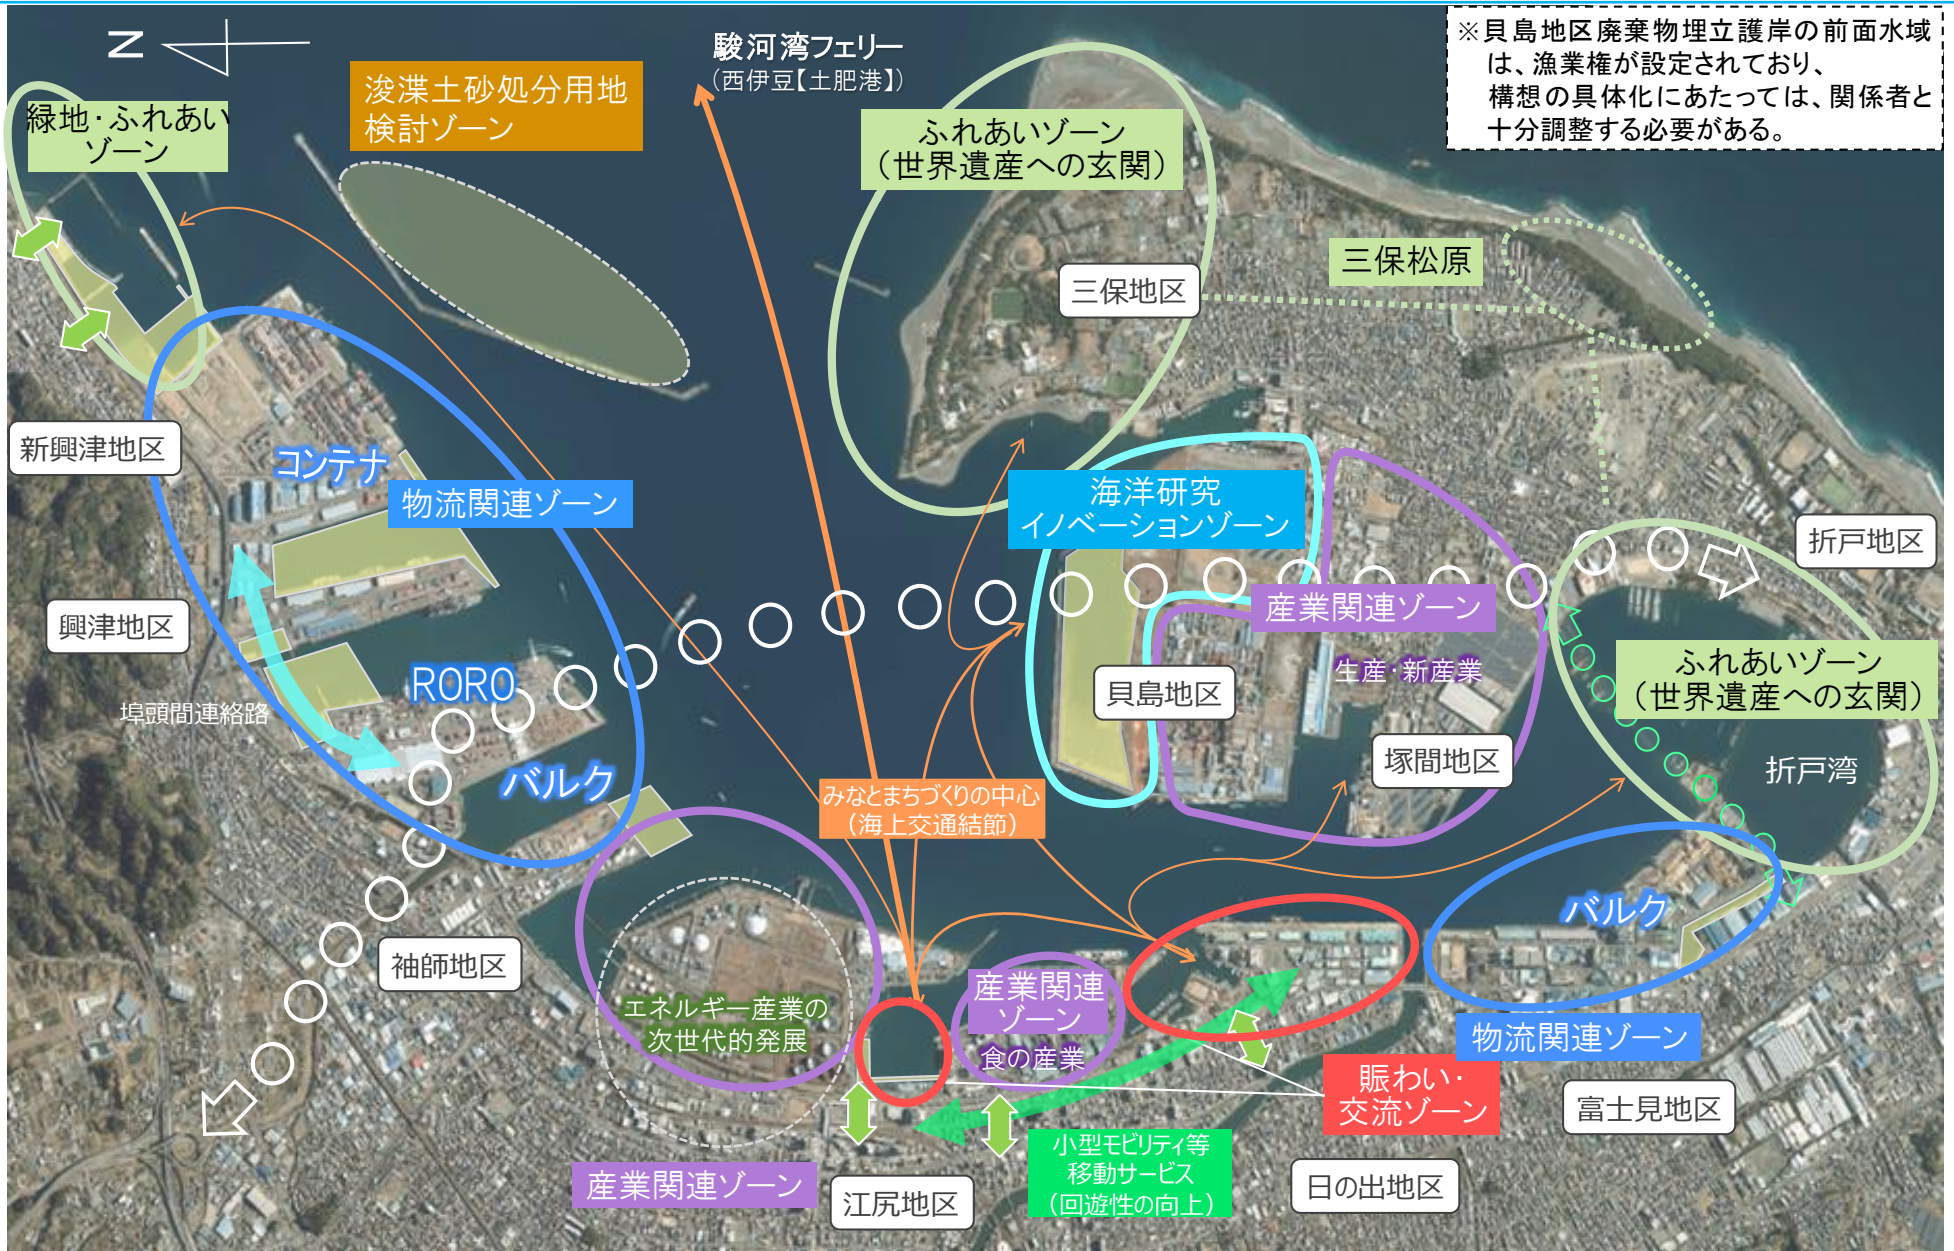 N
駿河湾フェリー
（西伊豆【土肥港】）
※貝島地区廃棄物埋立護岸の前面水域
は、漁業権が設定されており、
構想の具体化にあたっては、関係者と
十分調整する必要がある。
浚渫土砂処分用地
検討ゾーン
緑地・ふれあい
ゾーン
ふれあいゾーン
（世界遺産への玄関）
三保松原
三保地区
新興津地区
コンテナ
物流関連ゾーン
海洋研究
イノベーションゾーン
折戸地区
興津地区
産業関連ゾーン
生産・新産業
ふれあいゾーン
（世界遺産への玄関）
RORO
貝島地区
埠頭間連絡路
塚間地区
折戸湾
バルク
みなとまちづくりの中心
（海上交通結節）
バルク
袖師地区
エネルギー産業の
次世代的発展
産業関連
ゾーン
食の産業
物流関連ゾーン
賑わい・
交流ゾーン
富士見地区
小型モビリティ等
移動サービス
（回遊性の向上）
産業関連ゾーン
江尻地区
日の出地区